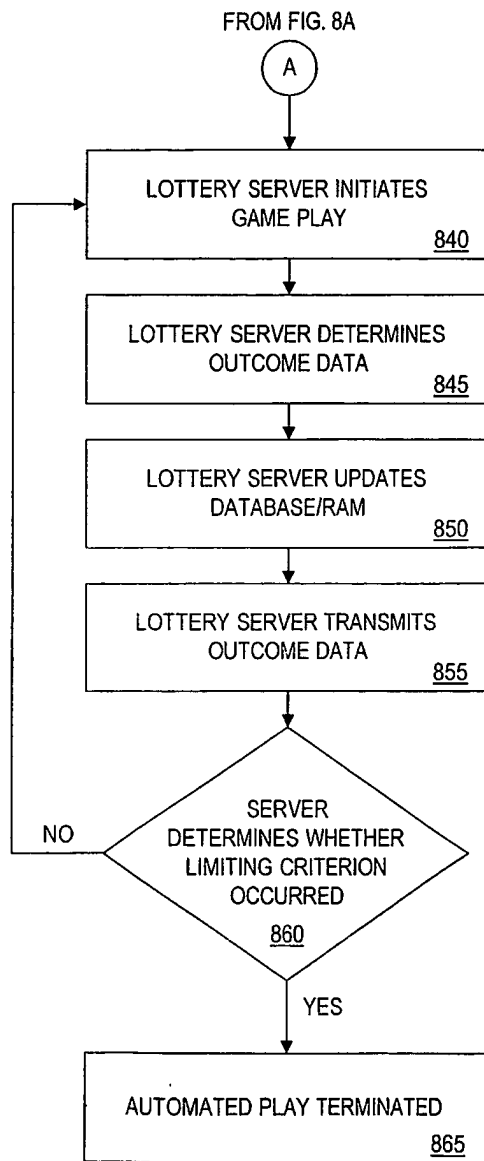 FROM FIG. 8A
A
LOTTERY SERVER INITIATES
GAME PLAY
840
LOTTERY SERVER DETERMINES
OUTCOME DATA
845
LOTTERY SERVER UPDATES
DATABASE/RAM
850
LOTTERY SERVER TRANSMITS
OUTCOME DATA
855
SERVER
DETERMINES WHETHER
LIMITING CRITERION
OCCURRED
860
NO
YES
AUTOMATED PLAY TERMINATED
865